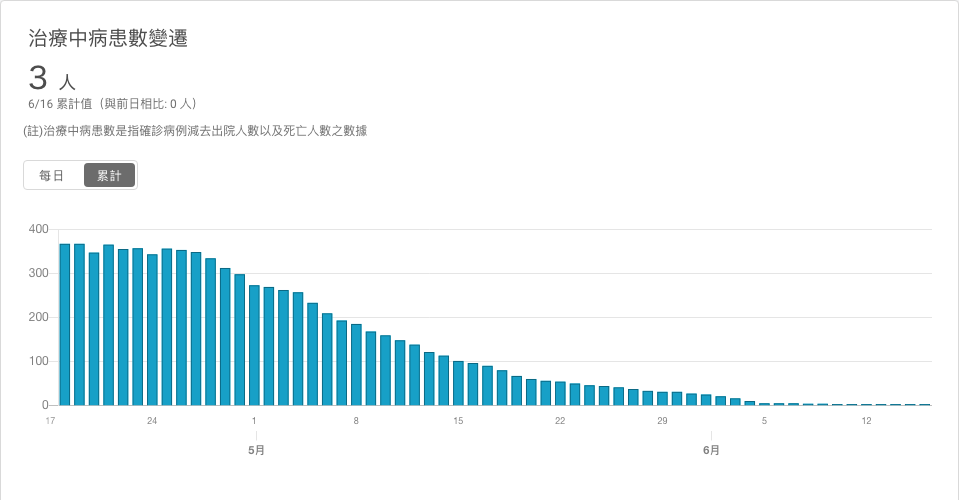 治療中病患數變遷
3 人
6/16 累計值（與前日相比: 0 人）
(註)治療中病患數是指確診病例減去出院人數以及死亡人數之數據
每日 累計
400
300
200
100
0
17 24 1 8 15 22 29 5 12
5月 6月